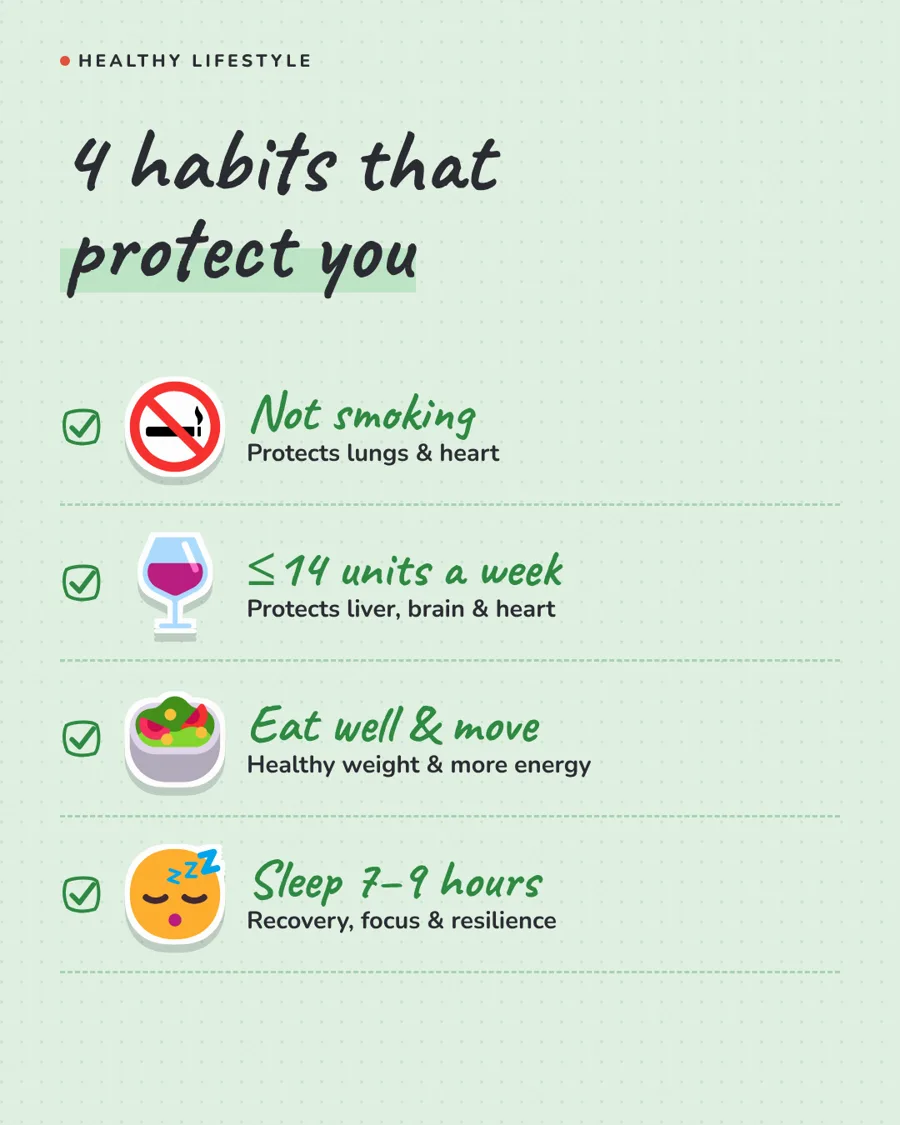 HEALTHY LIFESTYLE
4 habits that
protect you
Not smoking
Protects lungs & heart
≤14 units a week
Protects liver, brain & heart
Eat well & move
Healthy weight & more energy
zzz
Sleep 7–9 hours
Recovery, focus & resilience